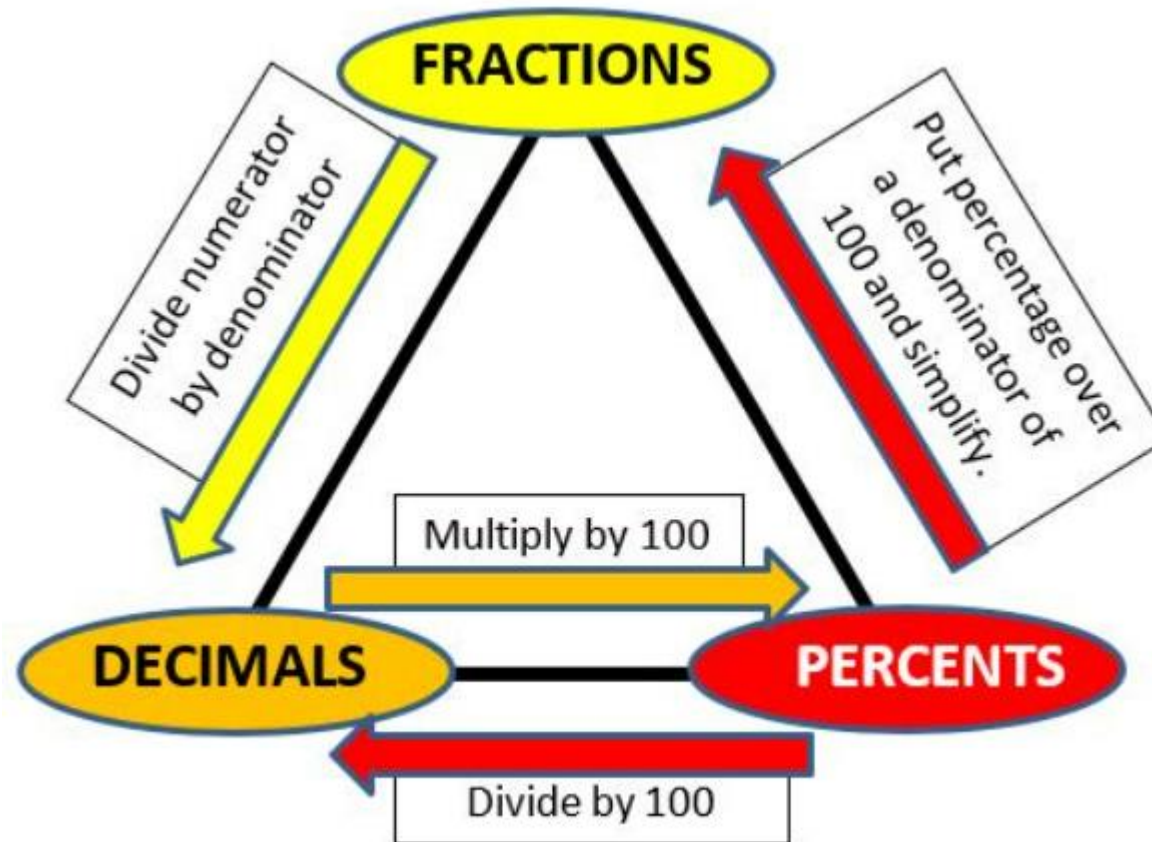 FRACTIONS
Divide numerator
by denominator
Put percentage over
a denominator of
100 and simplify.
Multiply by 100
DECIMALS
PERCENTS
Divide by 100